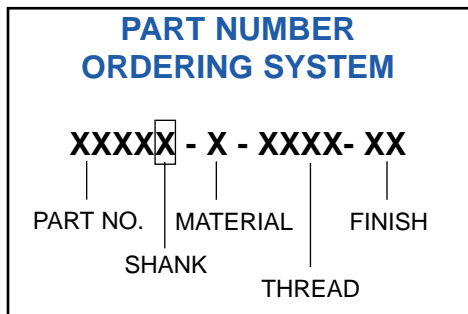 PART NUMBER
ORDERING SYSTEM
XXXXX - X - XXXX- XX
PART NO. MATERIAL FINISH
SHANK
THREAD